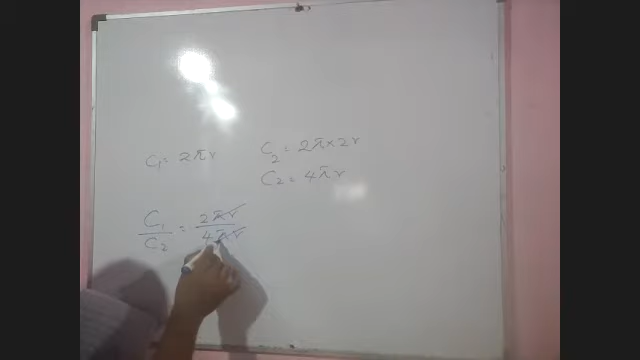 C₁ = 2πr
C₂ = 2π × 2r
C₂ = 4πr
C₁/C₂ = 2πr/4πr